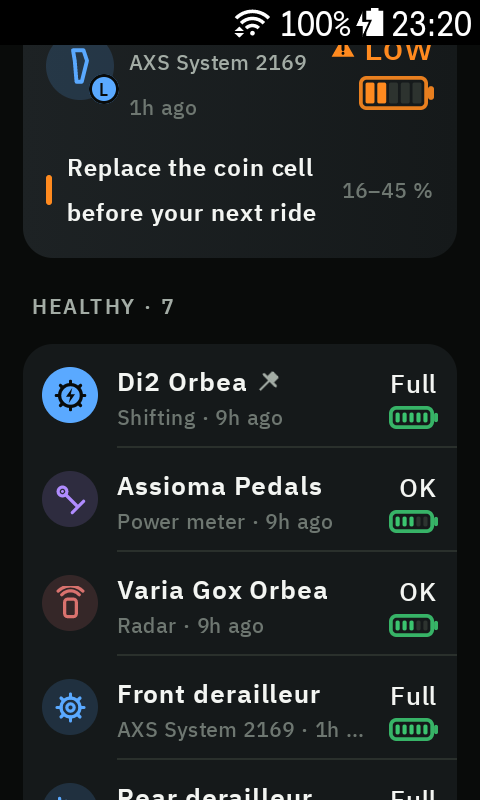 100% 23:20
AXS System 2169
LOW
L
1h ago
Replace the coin cell
before your next ride
16–45 %
HEALTHY · 7
Di2 Orbea
Full
Shifting · 9h ago
Assioma Pedals
OK
Power meter · 9h ago
Varia Gox Orbea
OK
Radar · 9h ago
Front derailleur
Full
AXS System 2169 · 1h ...
Rear derailleur
Full